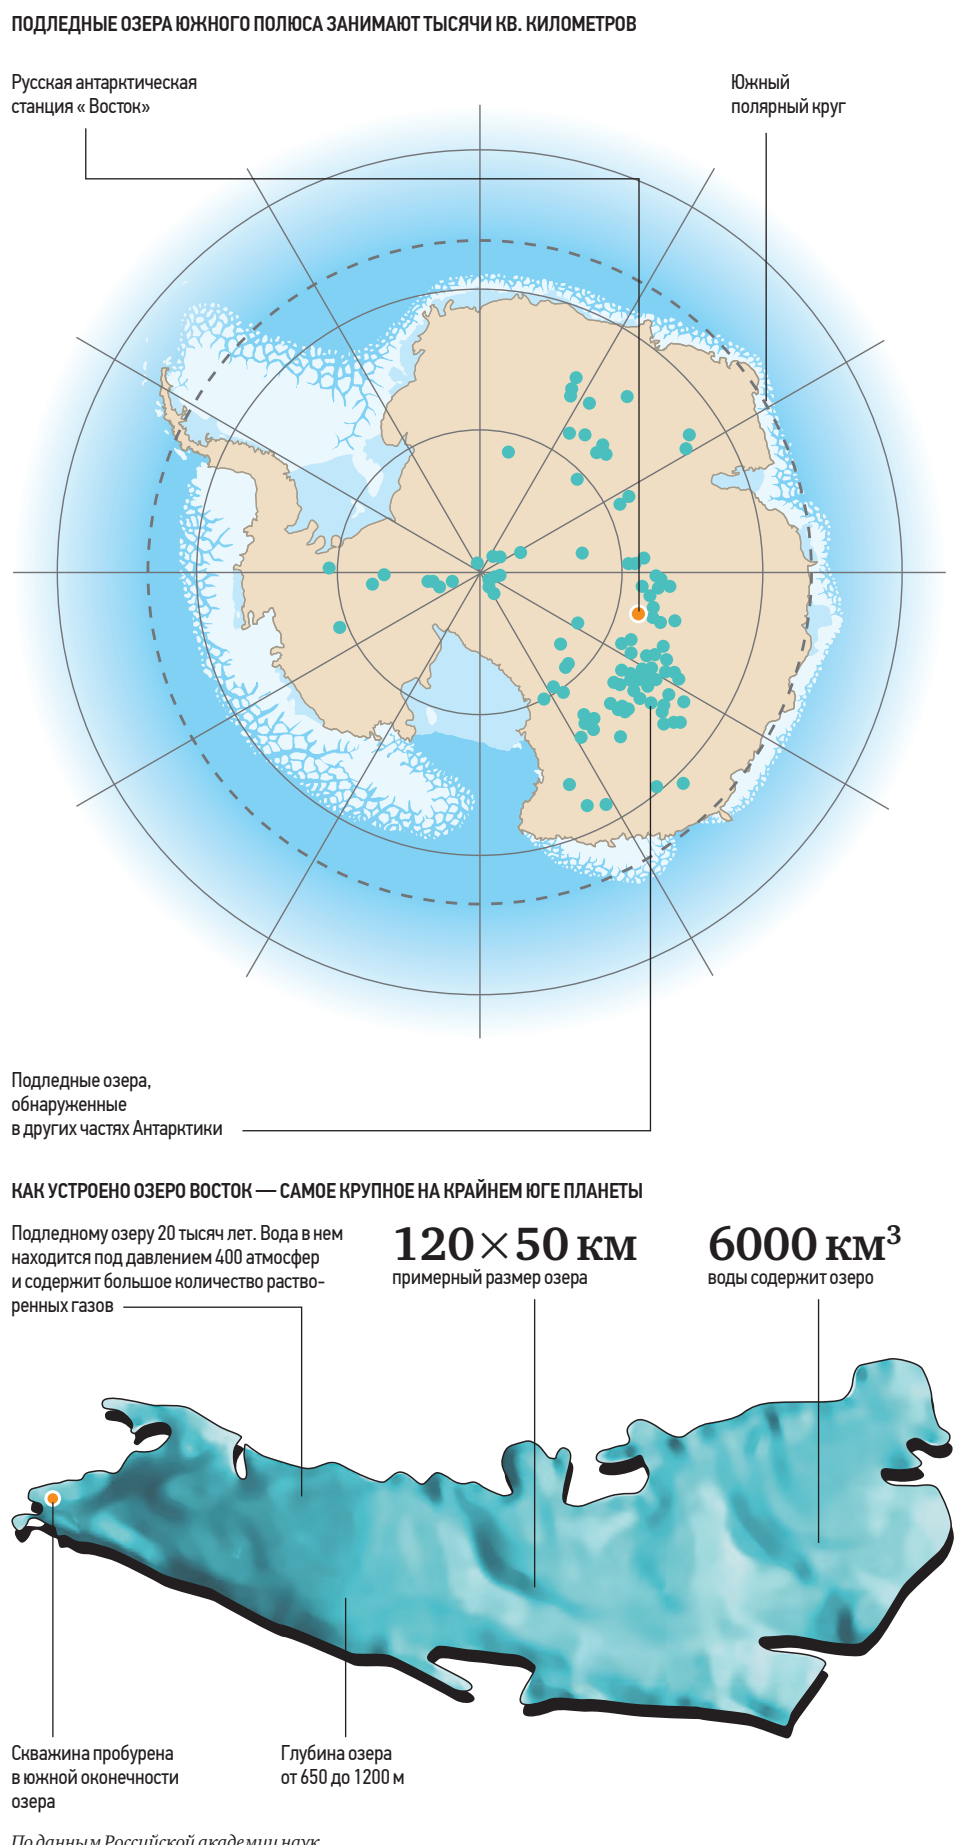 ПОДЛЕДНЫЕ ОЗЕРА ЮЖНОГО ПОЛЮСА ЗАНИМАЮТ ТЫСЯЧИ КВ. КИЛОМЕТРОВ
Русская антарктическая
станция « Восток»
Южный
полярный круг
Подледные озера,
обнаруженные
в других частях Антарктики
КАК УСТРОЕНО ОЗЕРО ВОСТОК — САМОЕ КРУПНОЕ НА КРАЙНЕМ ЮГЕ ПЛАНЕТЫ
Подледному озеру 20 тысяч лет. Вода в нем
находится под давлением 400 атмосфер
и содержит большое количество раство-
ренных газов
120×50 км
примерный размер озера
6000 км³
воды содержит озеро
Скважина пробурена
в южной оконечности
озера
Глубина озера
от 650 до 1200 м
По данным Российской академии наук